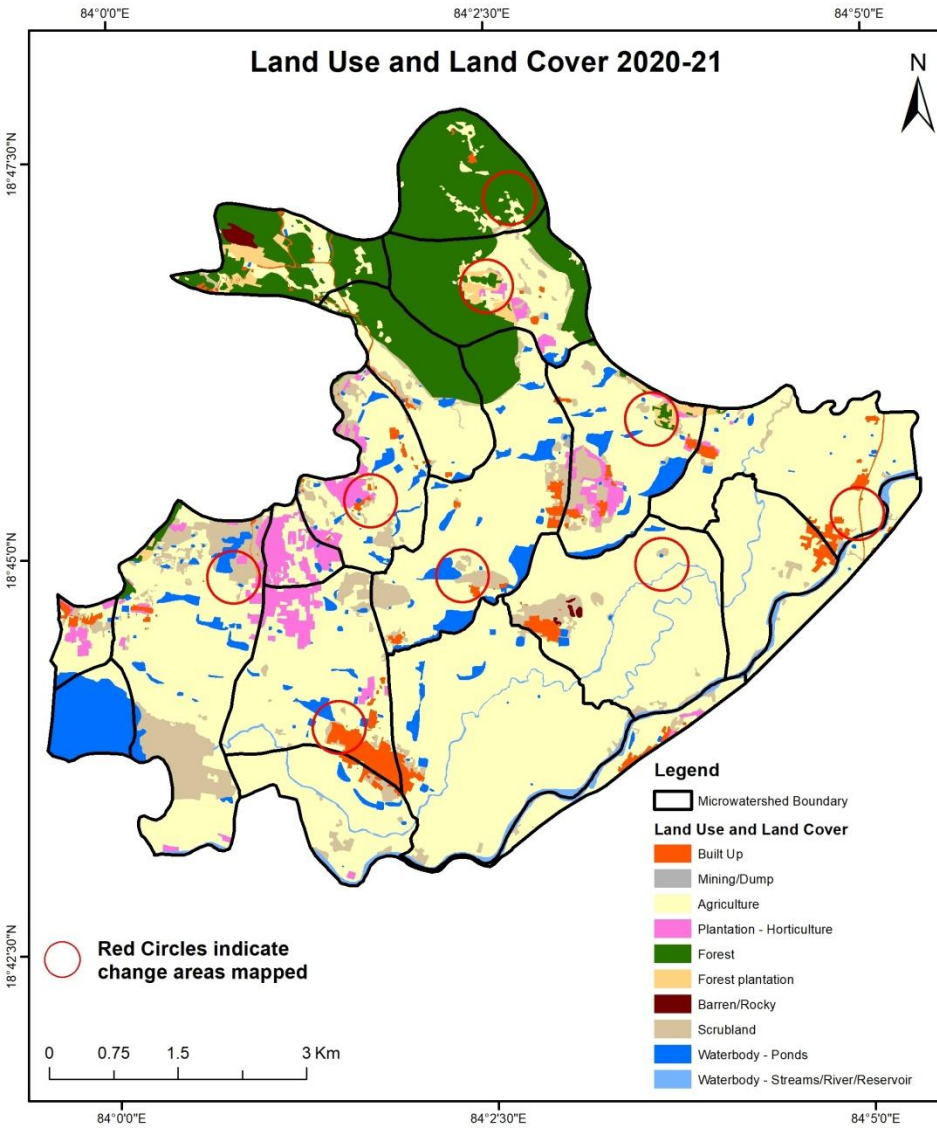 84°0'0"E 84°2'30"E 84°5'0"E
Land Use and Land Cover 2020-21
N
18°47'30"N
18°45'0"N
18°42'30"N
Legend
Microwatershed Boundary
Land Use and Land Cover
Built Up
Mining/Dump
Agriculture
Plantation - Horticulture
Forest
Forest plantation
Barren/Rocky
Scrubland
Waterbody - Ponds
Waterbody - Streams/River/Reservoir
Red Circles indicate
change areas mapped
0 0.75 1.5 3 Km
84°0'0"E 84°2'30"E 84°5'0"E